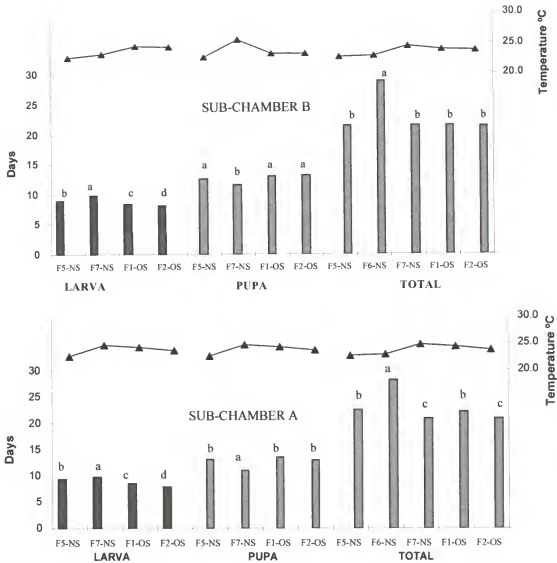 30.0
25.0
20.0
Temperature ºC
SUB-CHAMBER B
Days
30
25
20
15
10
5
0
b a c d
a b a a
b a b b b
F5-NS F7-NS F1-OS F2-OS F5-NS F7-NS F1-OS F2-OS F5-NS F6-NS F7-NS F1-OS F2-OS
LARVA PUPA TOTAL
30.0
25.0
20.0
Temperature ºC
SUB-CHAMBER A
Days
30
25
20
15
10
5
0
b a c d
b a b b
b a c b c
F5-NS F7-NS F1-OS F2-OS F5-NS F7-NS F1-OS F2-OS F5-NS F6-NS F7-NS F1-OS F2-OS
LARVA PUPA TOTAL